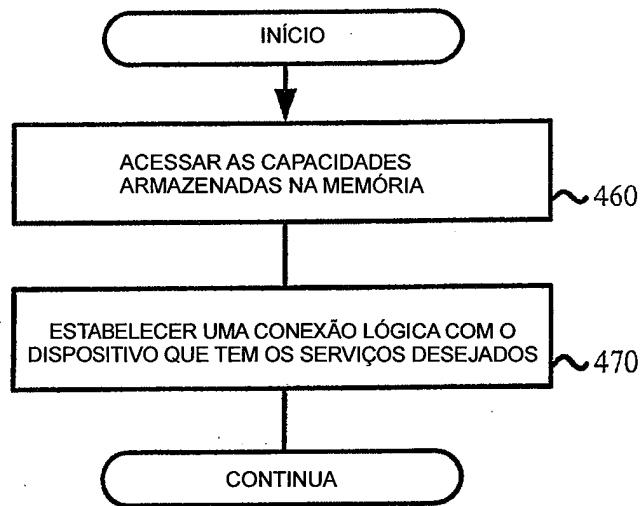 INÍCIO
ACESSAR AS CAPACIDADES
ARMAZENADAS NA MEMÓRIA
460
ESTABELECER UMA CONEXÃO LÓGICA COM O
DISPOSITIVO QUE TEM OS SERVIÇOS DESEJADOS
470
CONTINUA